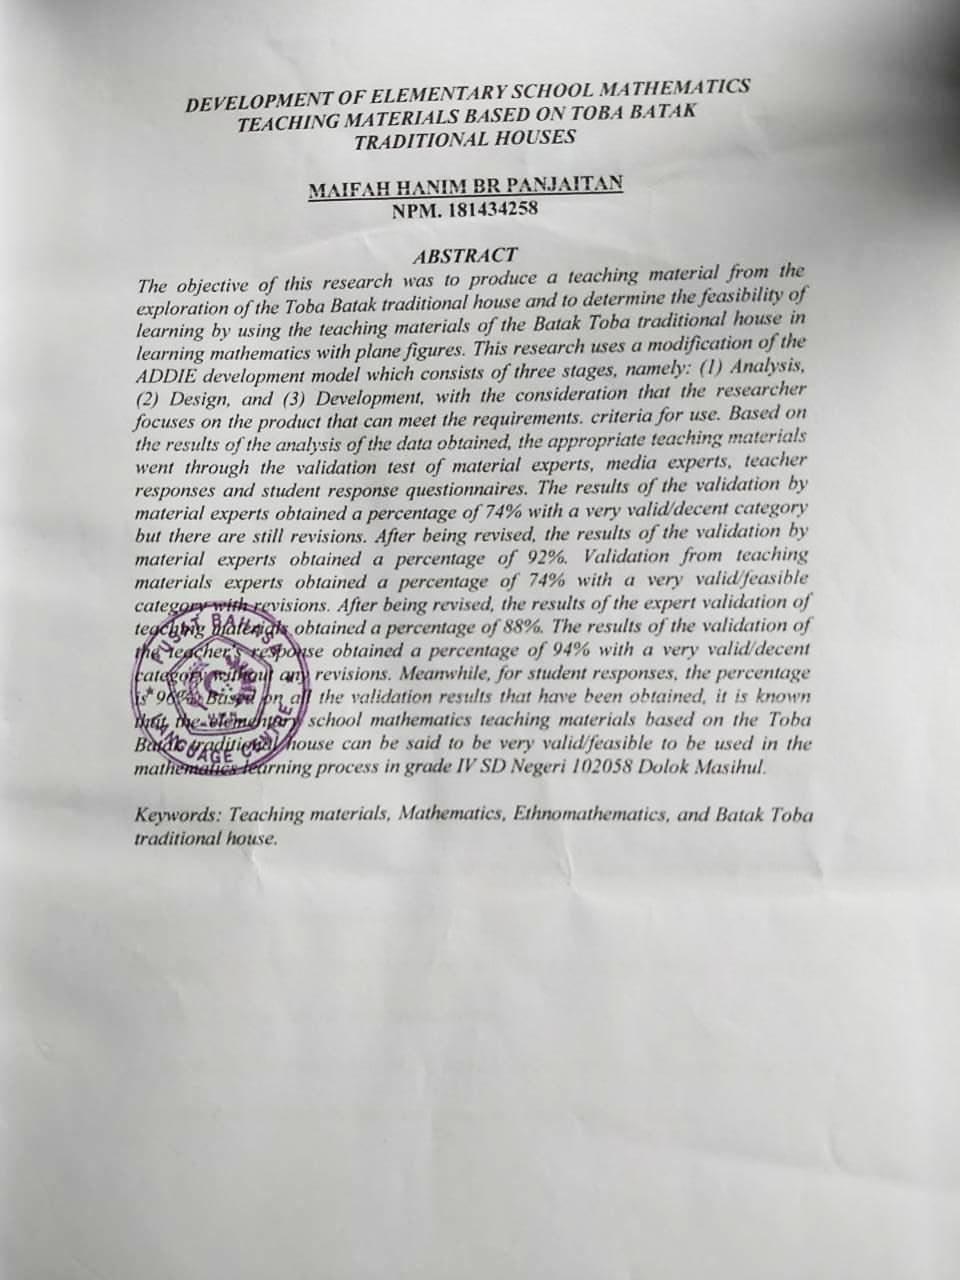 DEVELOPMENT OF ELEMENTARY SCHOOL MATHEMATICS
TEACHING MATERIALS BASED ON TOBA BATAK
TRADITIONAL HOUSES
MAIFAH HANIM BR PANJAITAN
NPM. 181434258
ABSTRACT
The objective of this research was to produce a teaching material from the
exploration of the Toba Batak traditional house and to determine the feasibility of
learning by using the teaching materials of the Batak Toba traditional house in
learning mathematics with plane figures. This research uses a modification of the
ADDIE development model which consists of three stages, namely: (1) Analysis,
(2) Design, and (3) Development, with the consideration that the researcher
focuses on the product that can meet the requirements. criteria for use. Based on
the results of the analysis of the data obtained, the appropriate teaching materials
went through the validation test of material experts, media experts, teacher
responses and student response questionnaires. The results of the validation by
material experts obtained a percentage of 74% with a very valid/decent category
but there are still revisions. After being revised, the results of the validation by
material experts obtained a percentage of 92%. Validation from teaching
materials experts obtained a percentage of 74% with a very valid/feasible
category with revisions. After being revised, the results of the expert validation of
teaching materials obtained a percentage of 88%. The results of the validation of
the teacher's response obtained a percentage of 94% with a very valid/decent
category without any revisions. Meanwhile, for student responses, the percentage
is 96%. Based on all the validation results that have been obtained, it is known
that the elementary school mathematics teaching materials based on the Toba
Batak traditional house can be said to be very valid/feasible to be used in the
mathematics learning process in grade IV SD Negeri 102058 Dolok Masihul.
Keywords: Teaching materials, Mathematics, Ethnomathematics, and Batak Toba
traditional house.
PUSAT BAHASA
LANGUAGE CENTRE